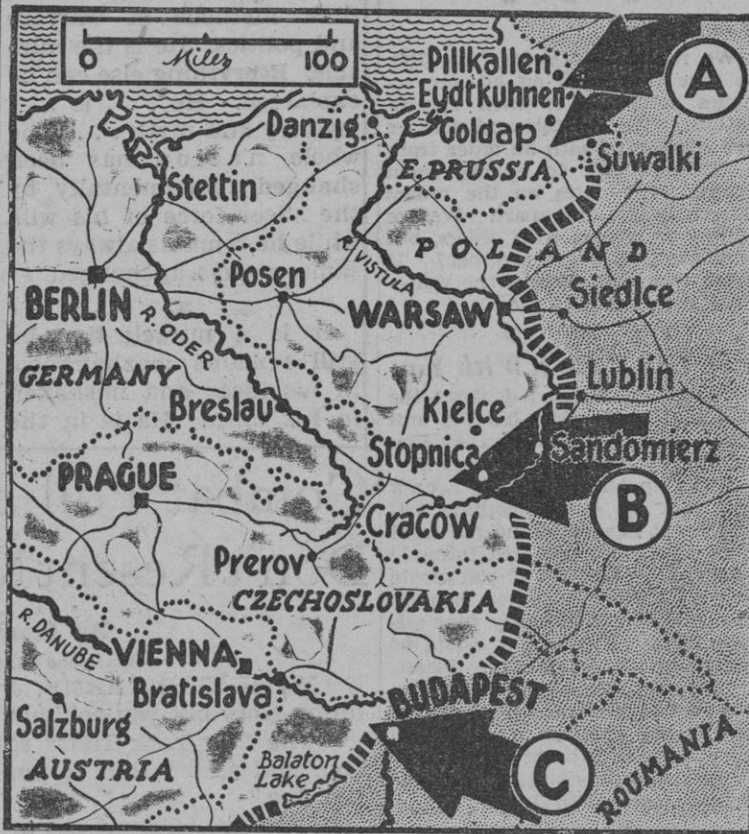 0 Miles 100
A
Pillkallen
Eydtkuhnen
Goldap
Danzig
Suwalki
E. PRUSSIA
Stettin
POLAND
R. VISTULA
Posen
BERLIN
Siedlce
WARSAW
R. ODER
GERMANY
Lublin
Breslau
Kielce
Stopnica
Sandomierz
PRAGUE
B
Cracow
Prerov
CZECHOSLOVAKIA
R. DANUBE
VIENNA
Bratislava
BUDAPEST
Salzburg
Balaton
Lake
AUSTRIA
C
ROUMANIA